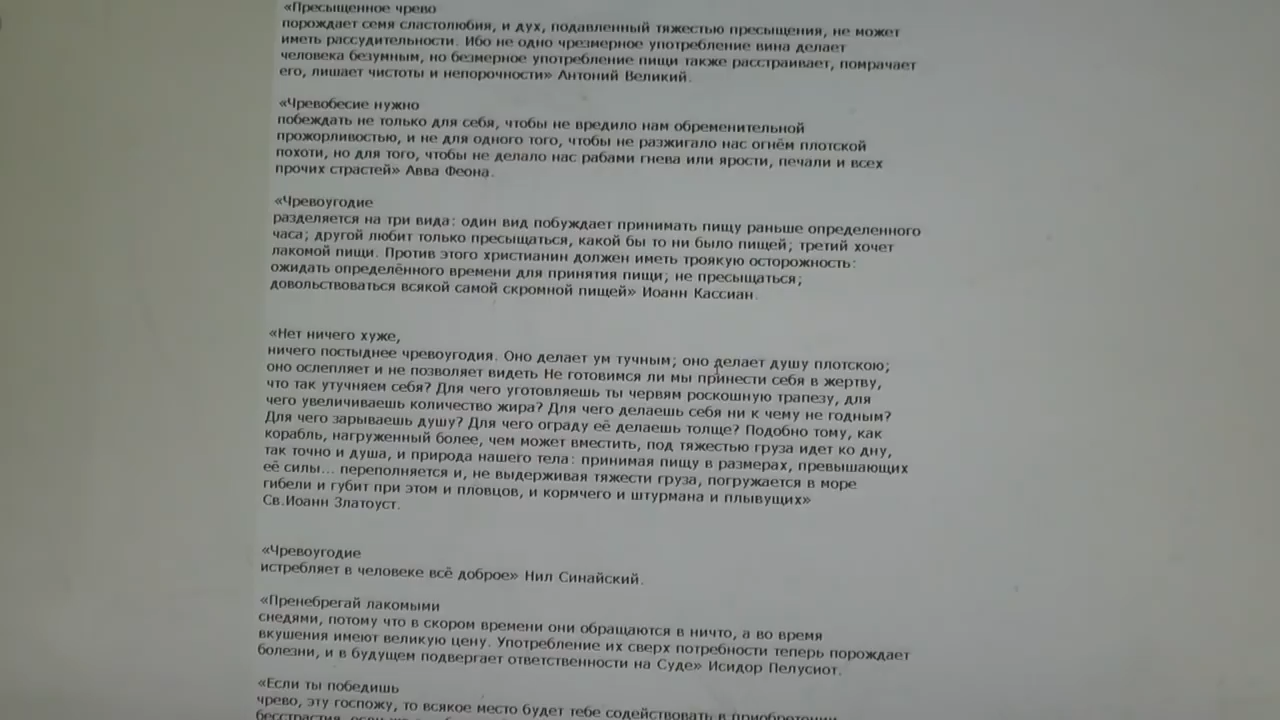 «Пресыщенное чрево
порождает семя сластолюбия, и дух, подавленный тяжестью пресыщения, не может
иметь рассудительности. Ибо не одно чрезмерное употребление вина делает
человека безумным, но безмерное употребление пищи также расстраивает, помрачает
его, лишает чистоты и непорочности» Антоний Великий.
«Чревобесие нужно
побеждать не только для себя, чтобы не вредило нам обременительной
прожорливостью, и не для одного того, чтобы не разжигало нас огнём плотской
похоти, но для того, чтобы не делало нас рабами гнева или ярости, печали и всех
прочих страстей» Авва Феона.
«Чревоугодие
разделяется на три вида: один вид побуждает принимать пищу раньше определенного
часа; другой любит только пресыщаться, какой бы то ни было пищей; третий хочет
лакомой пищи. Против этого христианин должен иметь троякую осторожность:
ожидать определённого времени для принятия пищи; не пресыщаться;
довольствоваться всякой самой скромной пищей» Иоанн Кассиан.
«Нет ничего хуже,
ничего постыднее чревоугодия. Оно делает ум тучным; оно делает душу плотскою;
оно ослепляет и не позволяет видеть Не готовимся ли мы принести себя в жертву,
что так утучняем себя? Для чего уготовляешь ты червям роскошную трапезу, для
чего увеличиваешь количество жира? Для чего делаешь себя ни к чему не годным?
Для чего зарываешь душу? Для чего ограду её делаешь толще? Подобно тому, как
корабль, нагруженный более, чем может вместить, под тяжестью груза идет ко дну,
так точно и душа, и природа нашего тела: принимая пищу в размерах, превышающих
её силы... переполняется и, не выдерживая тяжести груза, погружается в море
гибели и губит при этом и пловцов, и кормчего и штурмана и плывущих»
Св.Иоанн Златоуст.
«Чревоугодие
истребляет в человеке всё доброе» Нил Синайский.
«Пренебрегай лакомыми
снедями, потому что в скором времени они обращаются в ничто, а во время
вкушения имеют великую цену. Употребление их сверх потребности теперь порождает
болезни, и в будущем подвергает ответственности на Суде» Исидор Пелусиот.
«Если ты победишь
чрево, эту госпожу, то всякое место будет тебе содействовать в приобретении
бесстрастия,